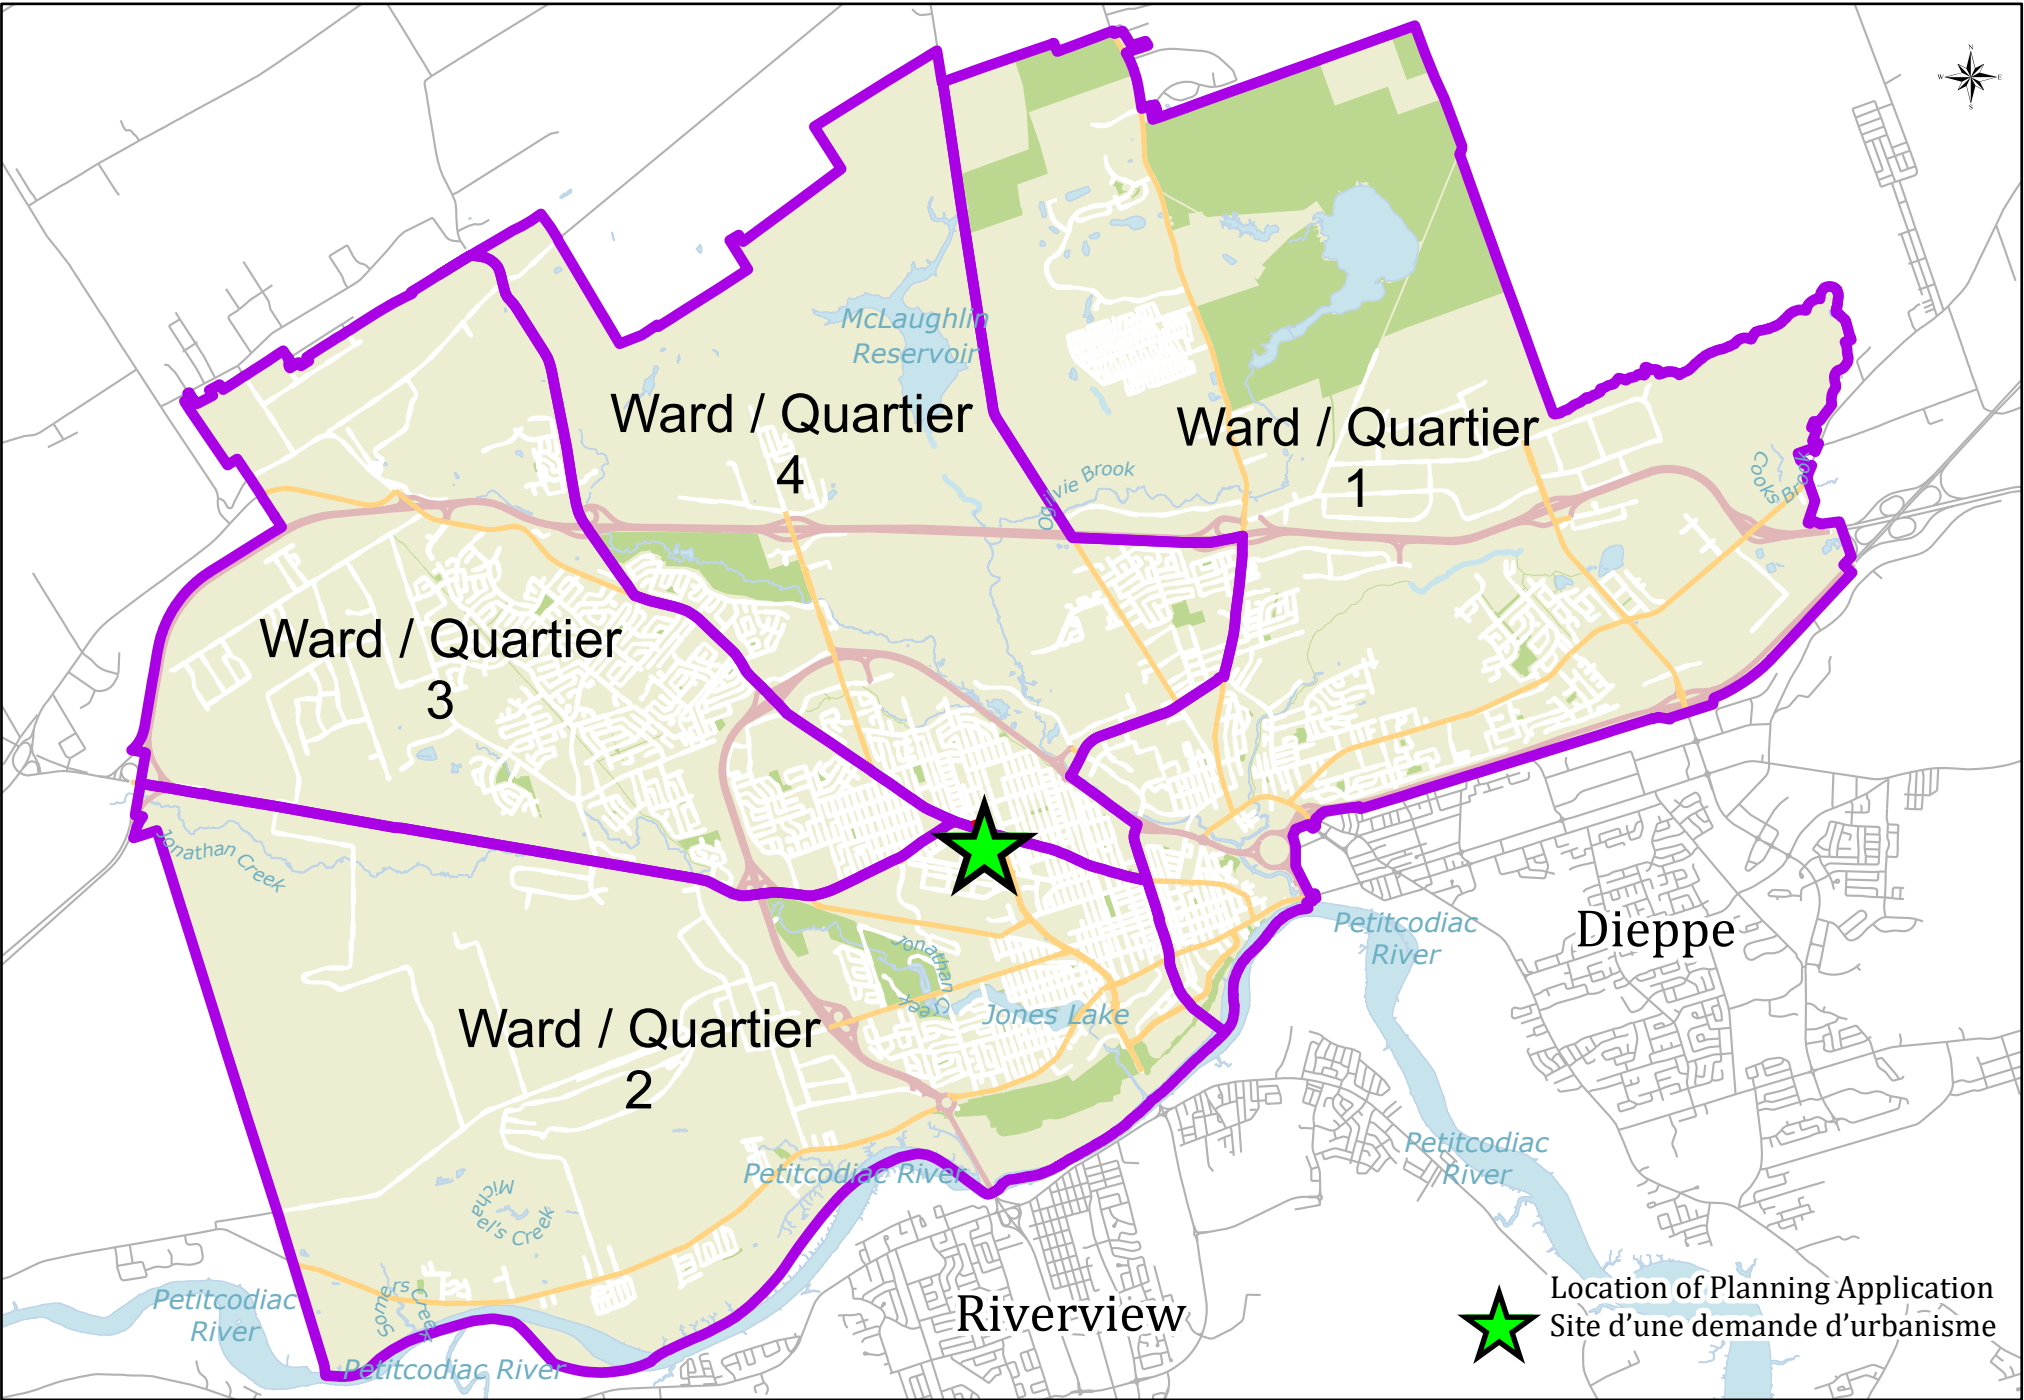 N
W E
S
McLaughlin
Reservoir
Ward / Quartier
4
Ward / Quartier
1
Ogilvie Brook
Cooks Brook
Ward / Quartier
3
Jonathan Creek
Petitcodiac
River
Dieppe
Jonathan Creek
Jones Lake
Ward / Quartier
2
Petitcodiac
River
Petitcodiac River
Michael's Creek
Somers Creek
Petitcodiac
River
Petitcodiac River
Riverview
Location of Planning Application
Site d'une demande d'urbanisme